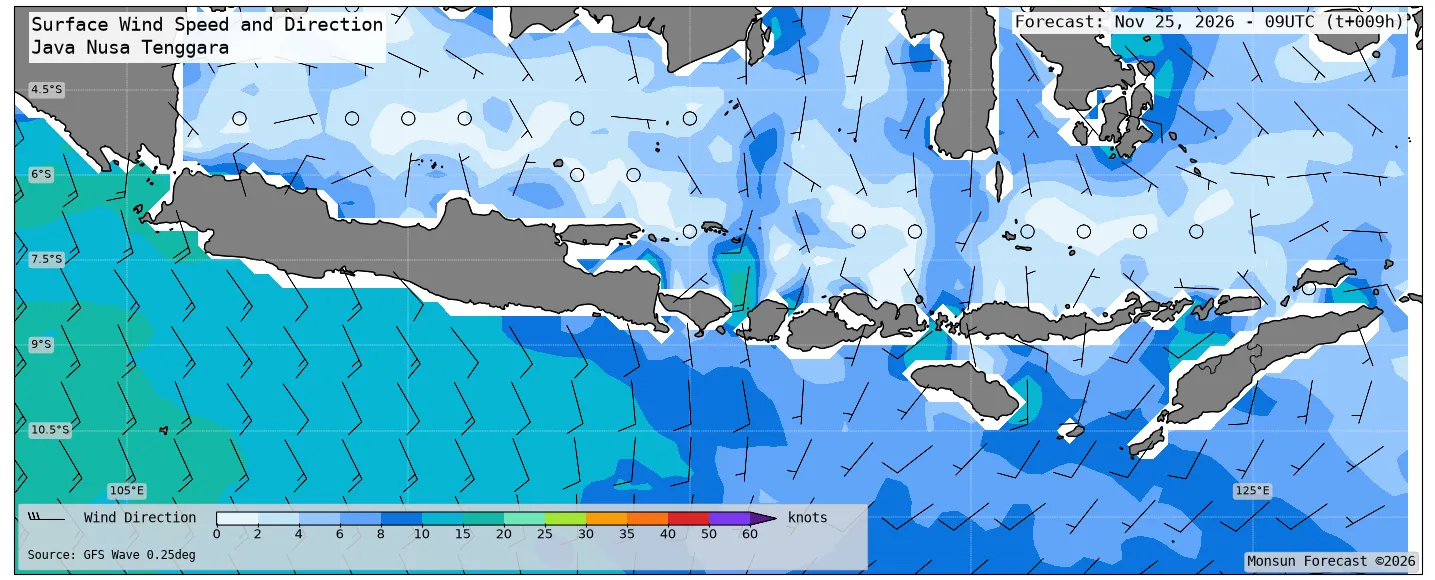 Surface Wind Speed and Direction
Java Nusa Tenggara
Forecast: Nov 25, 2026 - 09UTC (t+009h)
4.5°S
6°S
7.5°S
9°S
10.5°S
105°E
125°E
Wind Direction
0 2 4 6 8 10 15 20 25 30 35 40 50 60
knots
Source: GFS Wave 0.25deg
Monsun Forecast ©2026